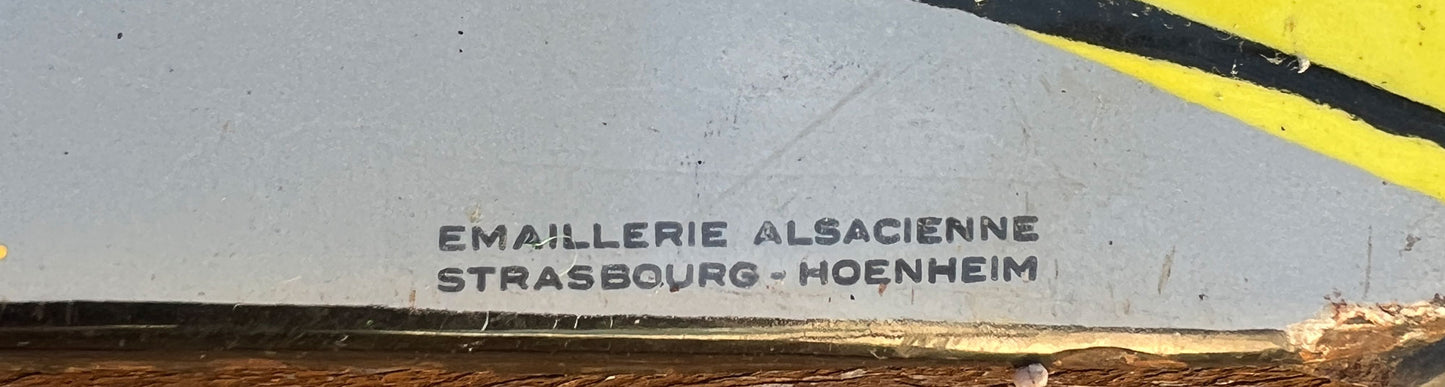 EMAILLERIE ALSACIENNE
STRASBOURG - HOENHEIM